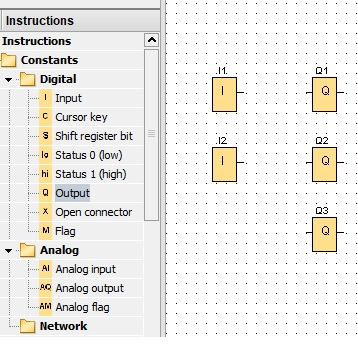 Instructions
Instructions
Constants
Digital
I Input
C Cursor key
S Shift register bit
lo Status 0 (low)
hi Status 1 (high)
Q Output
X Open connector
M Flag
Analog
AI Analog input
AQ Analog output
AM Analog flag
Network
I1 Q1
I Q
I2 Q2
I Q
Q3
Q